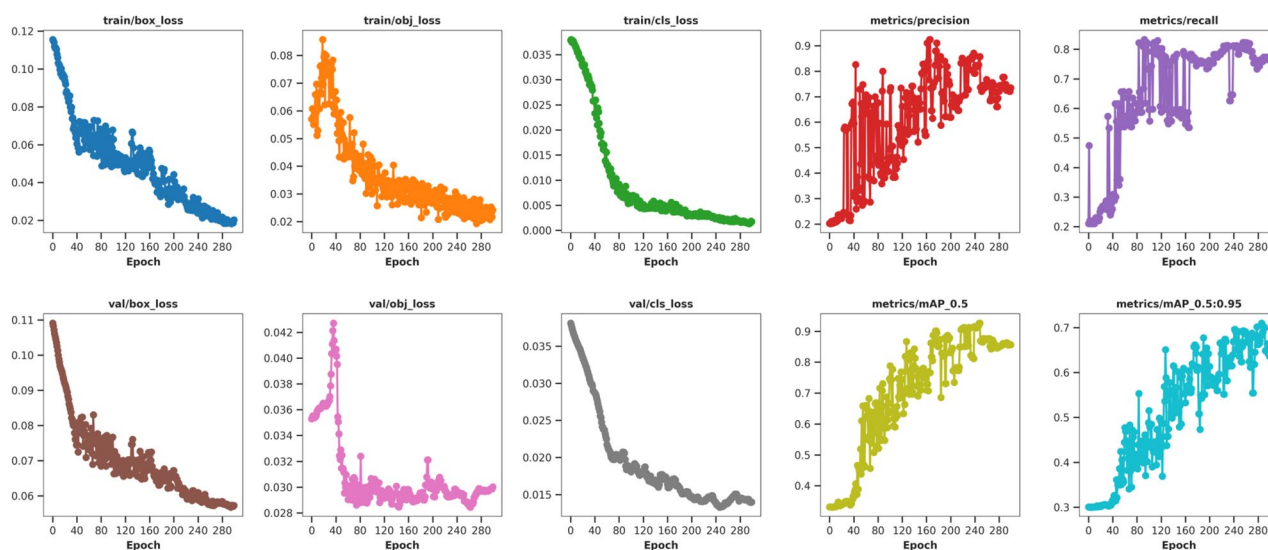 train/box_loss
train/obj_loss
train/cls_loss
metrics/precision
metrics/recall
0.12
0.10
0.08
0.06
0.04
0.02
0.08
0.07
0.06
0.05
0.04
0.03
0.02
0.035
0.030
0.025
0.020
0.015
0.010
0.005
0.000
0.9
0.8
0.7
0.6
0.5
0.4
0.3
0.2
0.8
0.7
0.6
0.5
0.4
0.3
0.2
0 40 80 120 160 200 240 280
0 40 80 120 160 200 240 280
0 40 80 120 160 200 240 280
0 40 80 120 160 200 240 280
0 40 80 120 160 200 240 280
Epoch
Epoch
Epoch
Epoch
Epoch
val/box_loss
val/obj_loss
val/cls_loss
metrics/mAP_0.5
metrics/mAP_0.5:0.95
0.11
0.10
0.09
0.08
0.07
0.06
0.042
0.040
0.038
0.036
0.034
0.032
0.030
0.028
0.035
0.030
0.025
0.020
0.015
0.9
0.8
0.7
0.6
0.5
0.4
0.7
0.6
0.5
0.4
0.3
0 40 80 120 160 200 240 280
0 40 80 120 160 200 240 280
0 40 80 120 160 200 240 280
0 40 80 120 160 200 240 280
0 40 80 120 160 200 240 280
Epoch
Epoch
Epoch
Epoch
Epoch